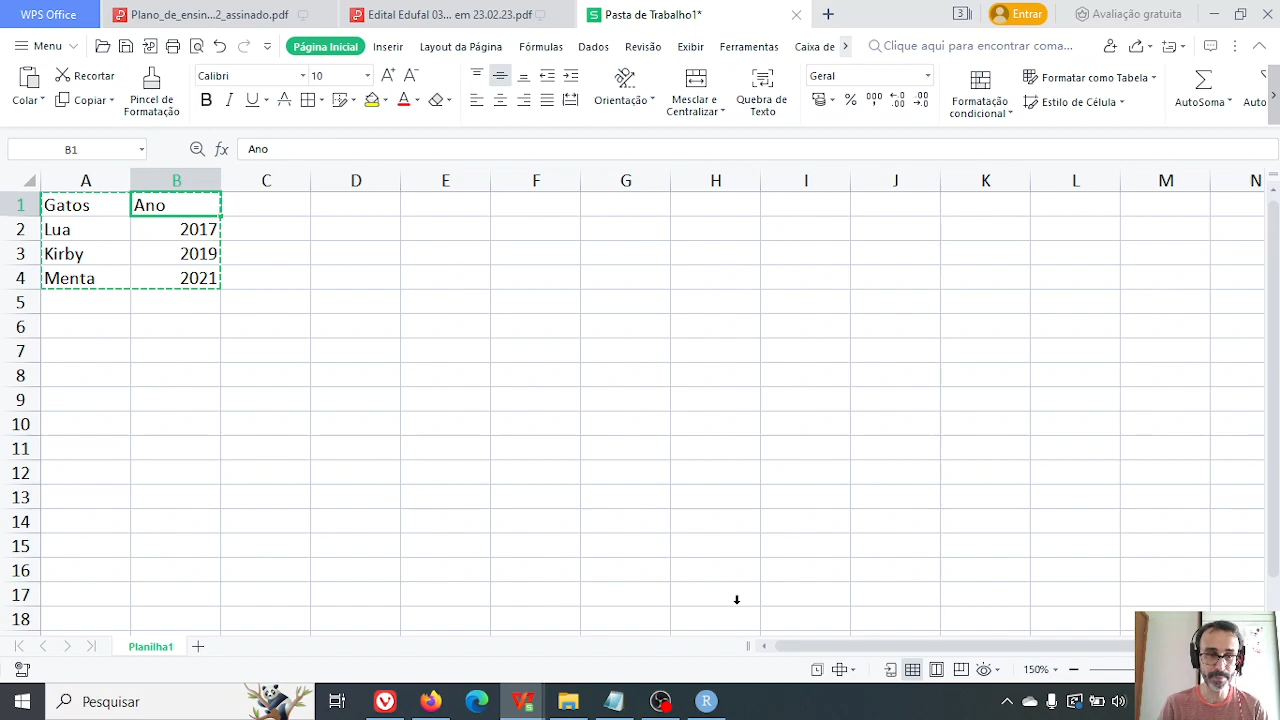 WPS Office
Plano_de_ensin...2_assinado.pdf
Edital Edufal 03... em 23.02.23.pdf
Pasta de Trabalho1*
Entrar
Avaliação gratuita
Menu
Página Inicial
Inserir
Layout da Página
Fórmulas
Dados
Revisão
Exibir
Ferramentas
Caixa de
Clique aqui para encontrar come...
Colar
Recortar
Copiar
Pincel de Formatação
Calibri
10
Orientação
Mesclar e Centralizar
Quebra de Texto
Geral
Formatação condicional
Formatar como Tabela
Estilo de Célula
AutoSoma
Auto
B1
fx
Ano
A B C D E F G H I J K L M N
1 Gatos Ano
2 Lua 2017
3 Kirby 2019
4 Menta 2021
5
6
7
8
9
10
11
12
13
14
15
16
17
18
Planilha1
150%
Pesquisar